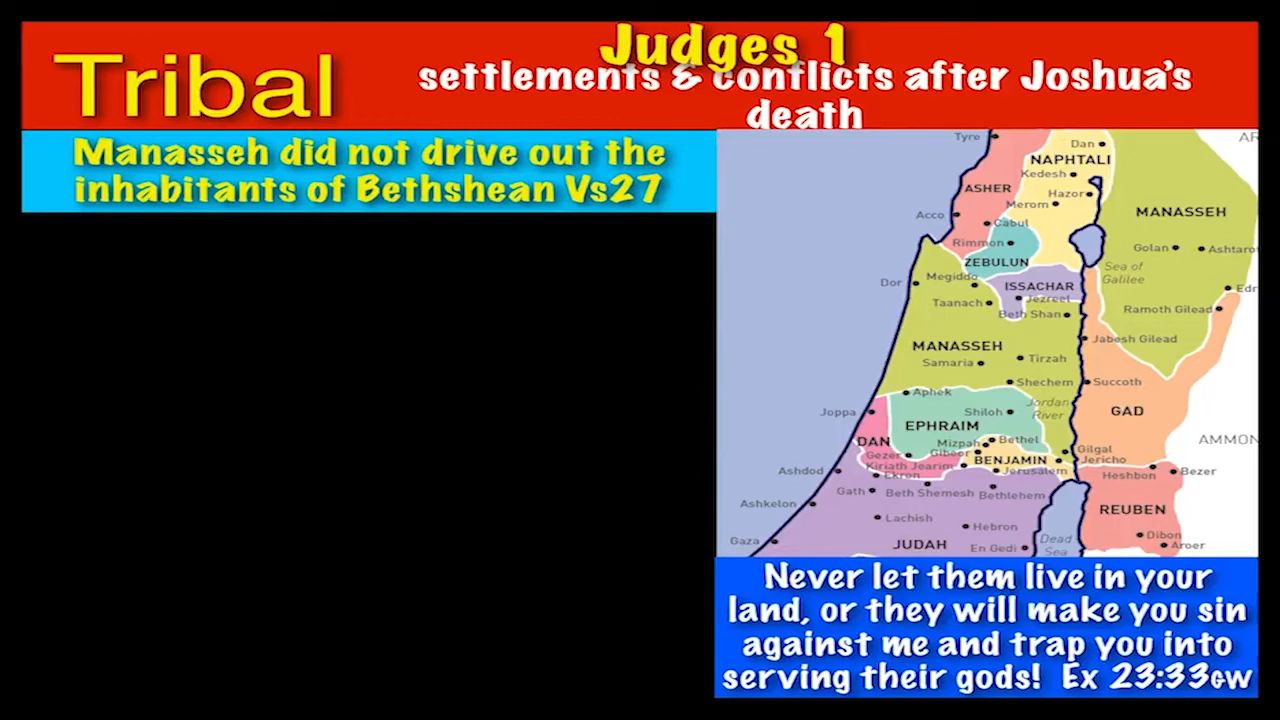 Tribal
Judges 1
settlements & conflicts after Joshua's
death
Manasseh did not drive out the
inhabitants of Bethshean Vs27
Tyre
Dan
NAPHTALI
Kedesh
ASHER
Hazor
Merom
MANASSEH
Acco
Cabul
Rimmon
Golan
Ashtarot
ZEBULUN
Sea of
Galilee
Megiddo
Dor
ISSACHAR
Jezreel
Edr
Taanach
Beth Shan
Ramoth Gilead
MANASSEH
Jabesh Gilead
Samaria
Tirzah
Shechem
Succoth
Aphek
Jordan
River
Joppa
Shiloh
GAD
EPHRAIM
DAN
Mizpah
Bethel
AMMON
Gezer
Gibeon
Gilgal
BENJAMIN
Jericho
Kiriath Jearim
Jerusalem
Ashdod
Ekron
Heshbon
Bezer
Gath
Beth Shemesh
Bethlehem
Ashkelon
REUBEN
Lachish
Hebron
Dibon
Gaza
JUDAH
En Gedi
Dead
Sea
Aroer
Never let them live in your
land, or they will make you sin
against me and trap you into
serving their gods! Ex 23:33GW